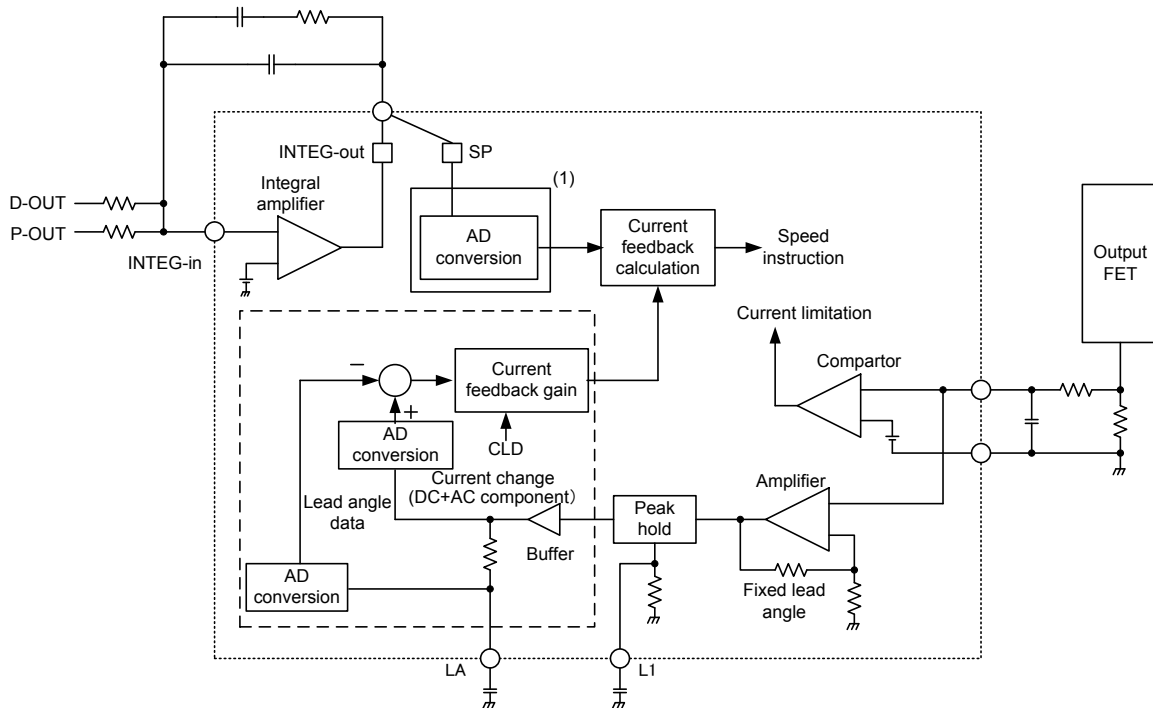 INTEG-out
SP
Integral
amplifier
(1)
D-OUT
P-OUT
INTEG-in
AD
conversion
Current
feedback
calculation
Speed
instruction
Output
FET
Current limitation
Compartor
−
+
Current
feedback gain
AD
conversion
CLD
Current change
(DC+AC component)
Lead angle
data
Buffer
Peak
hold
Amplifier
Fixed lead
angle
AD
conversion
LA
L1